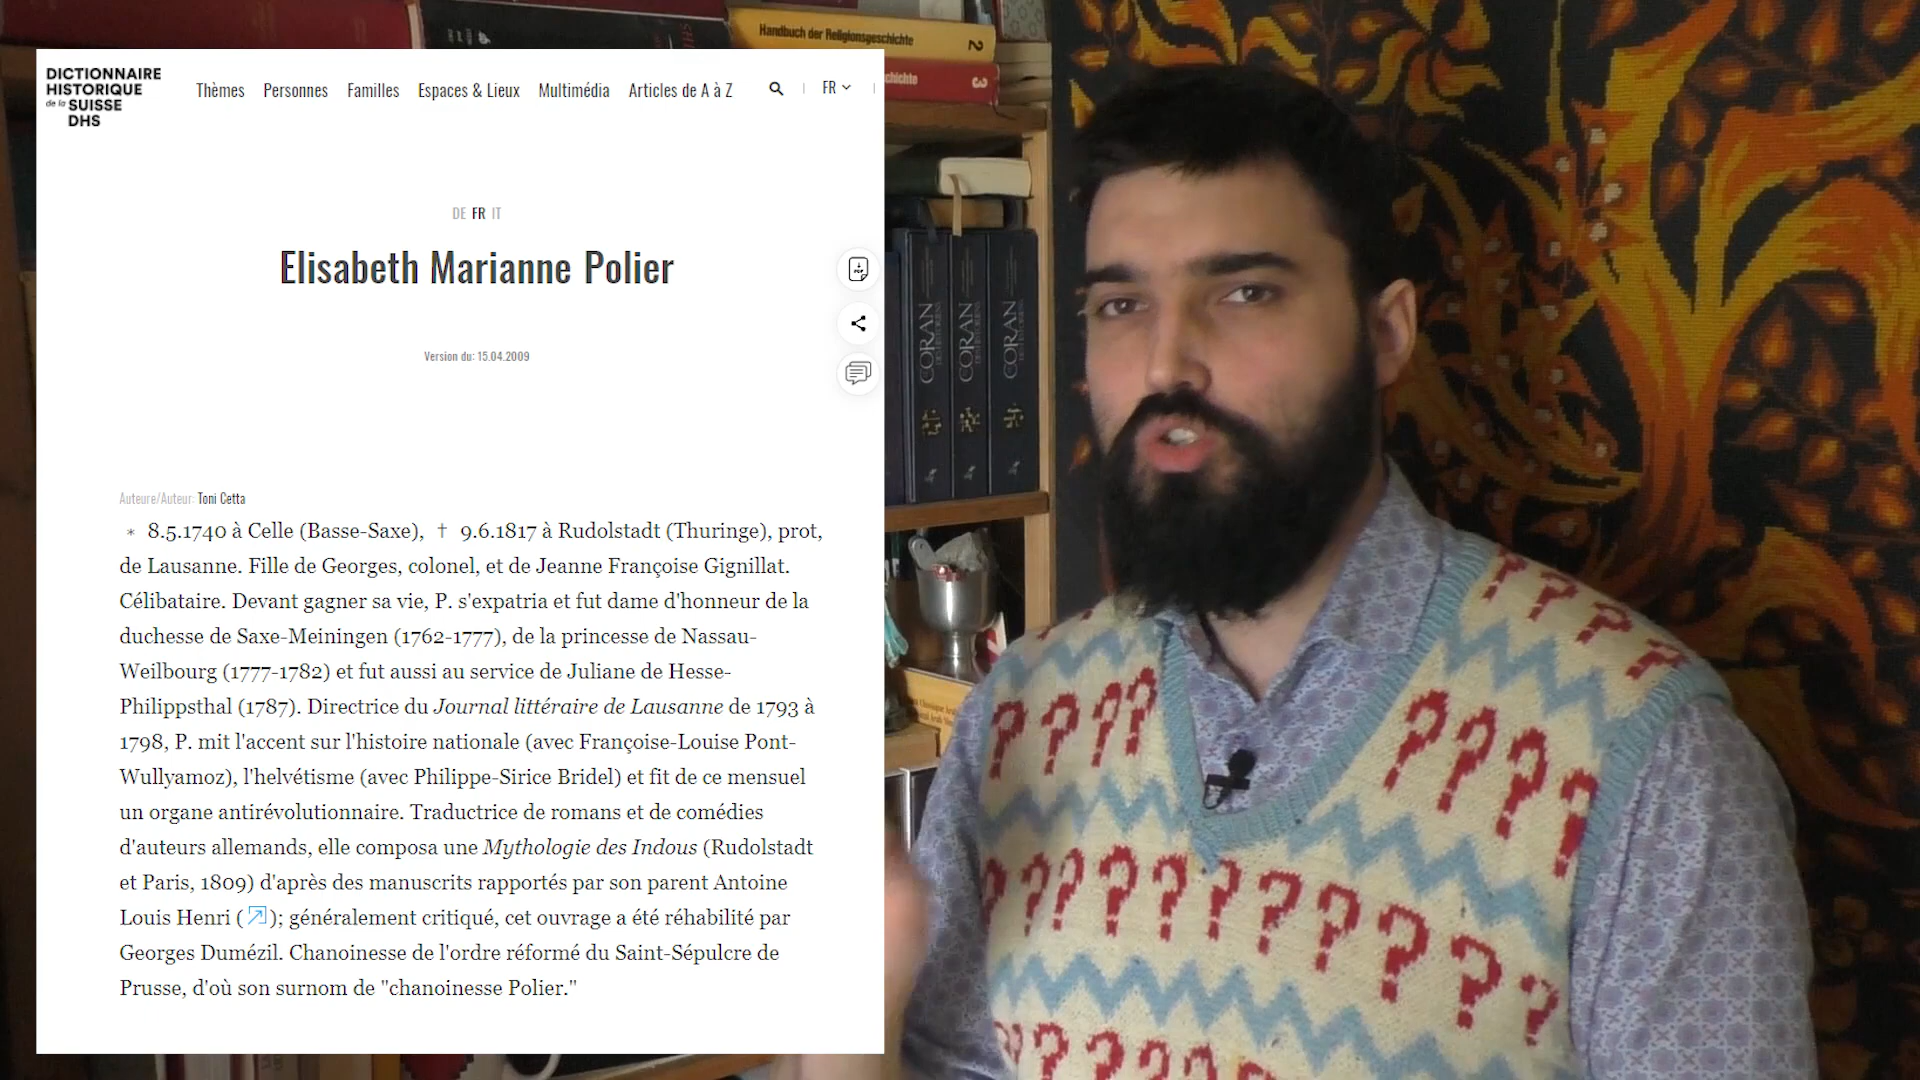 Handbuch der Religionsgeschichte
2
3
DICTIONNAIRE
HISTORIQUE
de la SUISSE
DHS
Thèmes Personnes Familles Espaces & Lieux Multimédia Articles de A à Z FR
DE FR IT
Elisabeth Marianne Polier
PDF
Version du: 15.04.2009
Auteure/Auteur: Toni Cetta
* 8.5.1740 à Celle (Basse-Saxe), † 9.6.1817 à Rudolstadt (Thuringe), prot,
de Lausanne. Fille de Georges, colonel, et de Jeanne Françoise Gignillat.
Célibataire. Devant gagner sa vie, P. s'expatria et fut dame d'honneur de la
duchesse de Saxe-Meiningen (1762-1777), de la princesse de Nassau-
Weilbourg (1777-1782) et fut aussi au service de Juliane de Hesse-
Philippsthal (1787). Directrice du Journal littéraire de Lausanne de 1793 à
1798, P. mit l'accent sur l'histoire nationale (avec Françoise-Louise Pont-
Wullyamoz), l'helvétisme (avec Philippe-Sirice Bridel) et fit de ce mensuel
un organe antirévolutionnaire. Traductrice de romans et de comédies
d'auteurs allemands, elle composa une Mythologie des Indous (Rudolstadt
et Paris, 1809) d'après des manuscrits rapportés par son parent Antoine
Louis Henri ( ); généralement critiqué, cet ouvrage a été réhabilité par
Georges Dumézil. Chanoinesse de l'ordre réformé du Saint-Sépulcre de
Prusse, d'où son surnom de "chanoinesse Polier."
CORAN
CORAN
CORAN
? ? ? ?
? ? ? ?
? ? ? ? ? ? ? ? ? ?